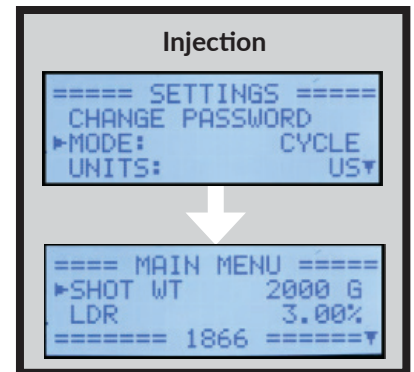 Injection
===== SETTINGS =====
CHANGE PASSWORD
►MODE: CYCLE
UNITS: US▼
==== MAIN MENU =====
►SHOT WT 2000 G
LDR 3.00%
======= 1866 ======▼